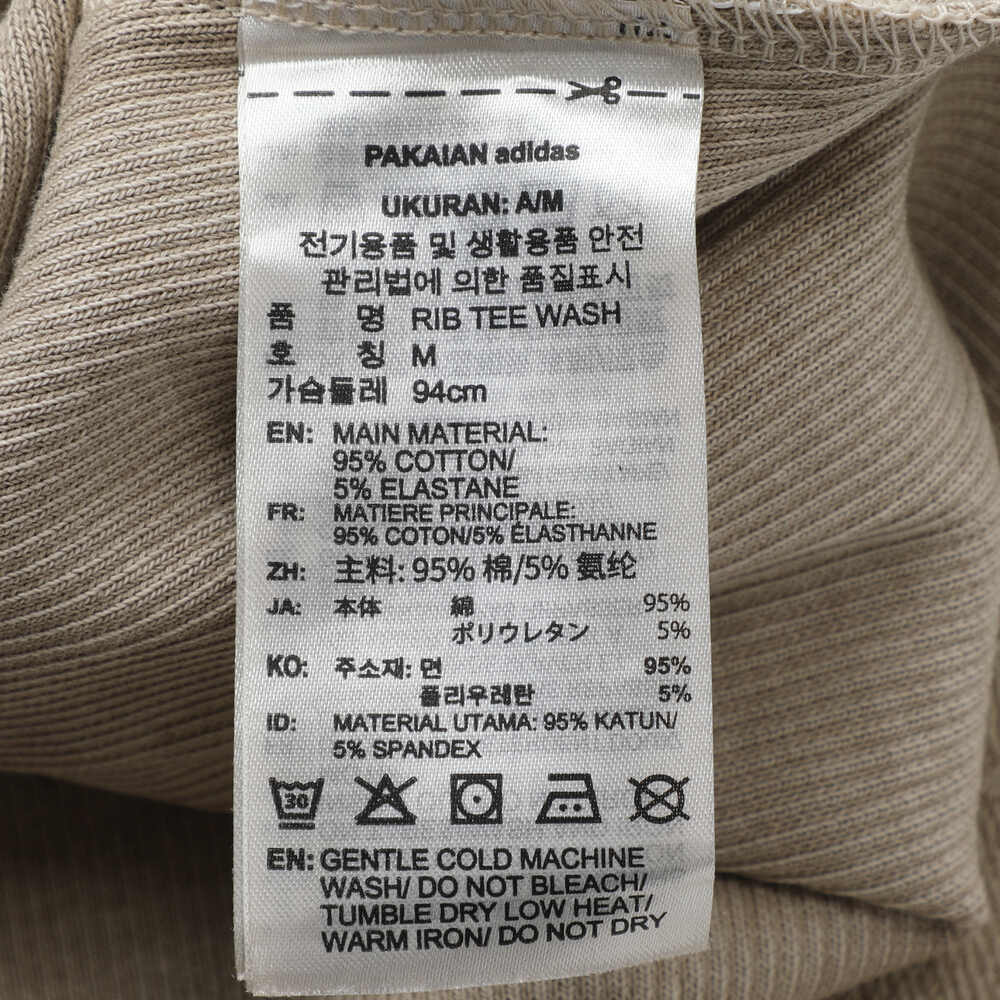 PAKAIAN adidas
UKURAN: A/M
전기용품 및 생활용품 안전
관리법에 의한 품질표시
품 명 RIB TEE WASH
호 칭 M
가슴둘레 94cm
EN: MAIN MATERIAL:
95% COTTON/
5% ELASTANE
FR: MATIERE PRINCIPALE:
95% COTON/5% ÉLASTHANNE
ZH: 主料: 95% 棉/5% 氨纶
JA: 本体 綿 95%
ポリウレタン 5%
KO: 주소재: 면 95%
폴리우레탄 5%
ID: MATERIAL UTAMA: 95% KATUN/
5% SPANDEX
30
EN: GENTLE COLD MACHINE
WASH/ DO NOT BLEACH/
TUMBLE DRY LOW HEAT/
WARM IRON/ DO NOT DRY